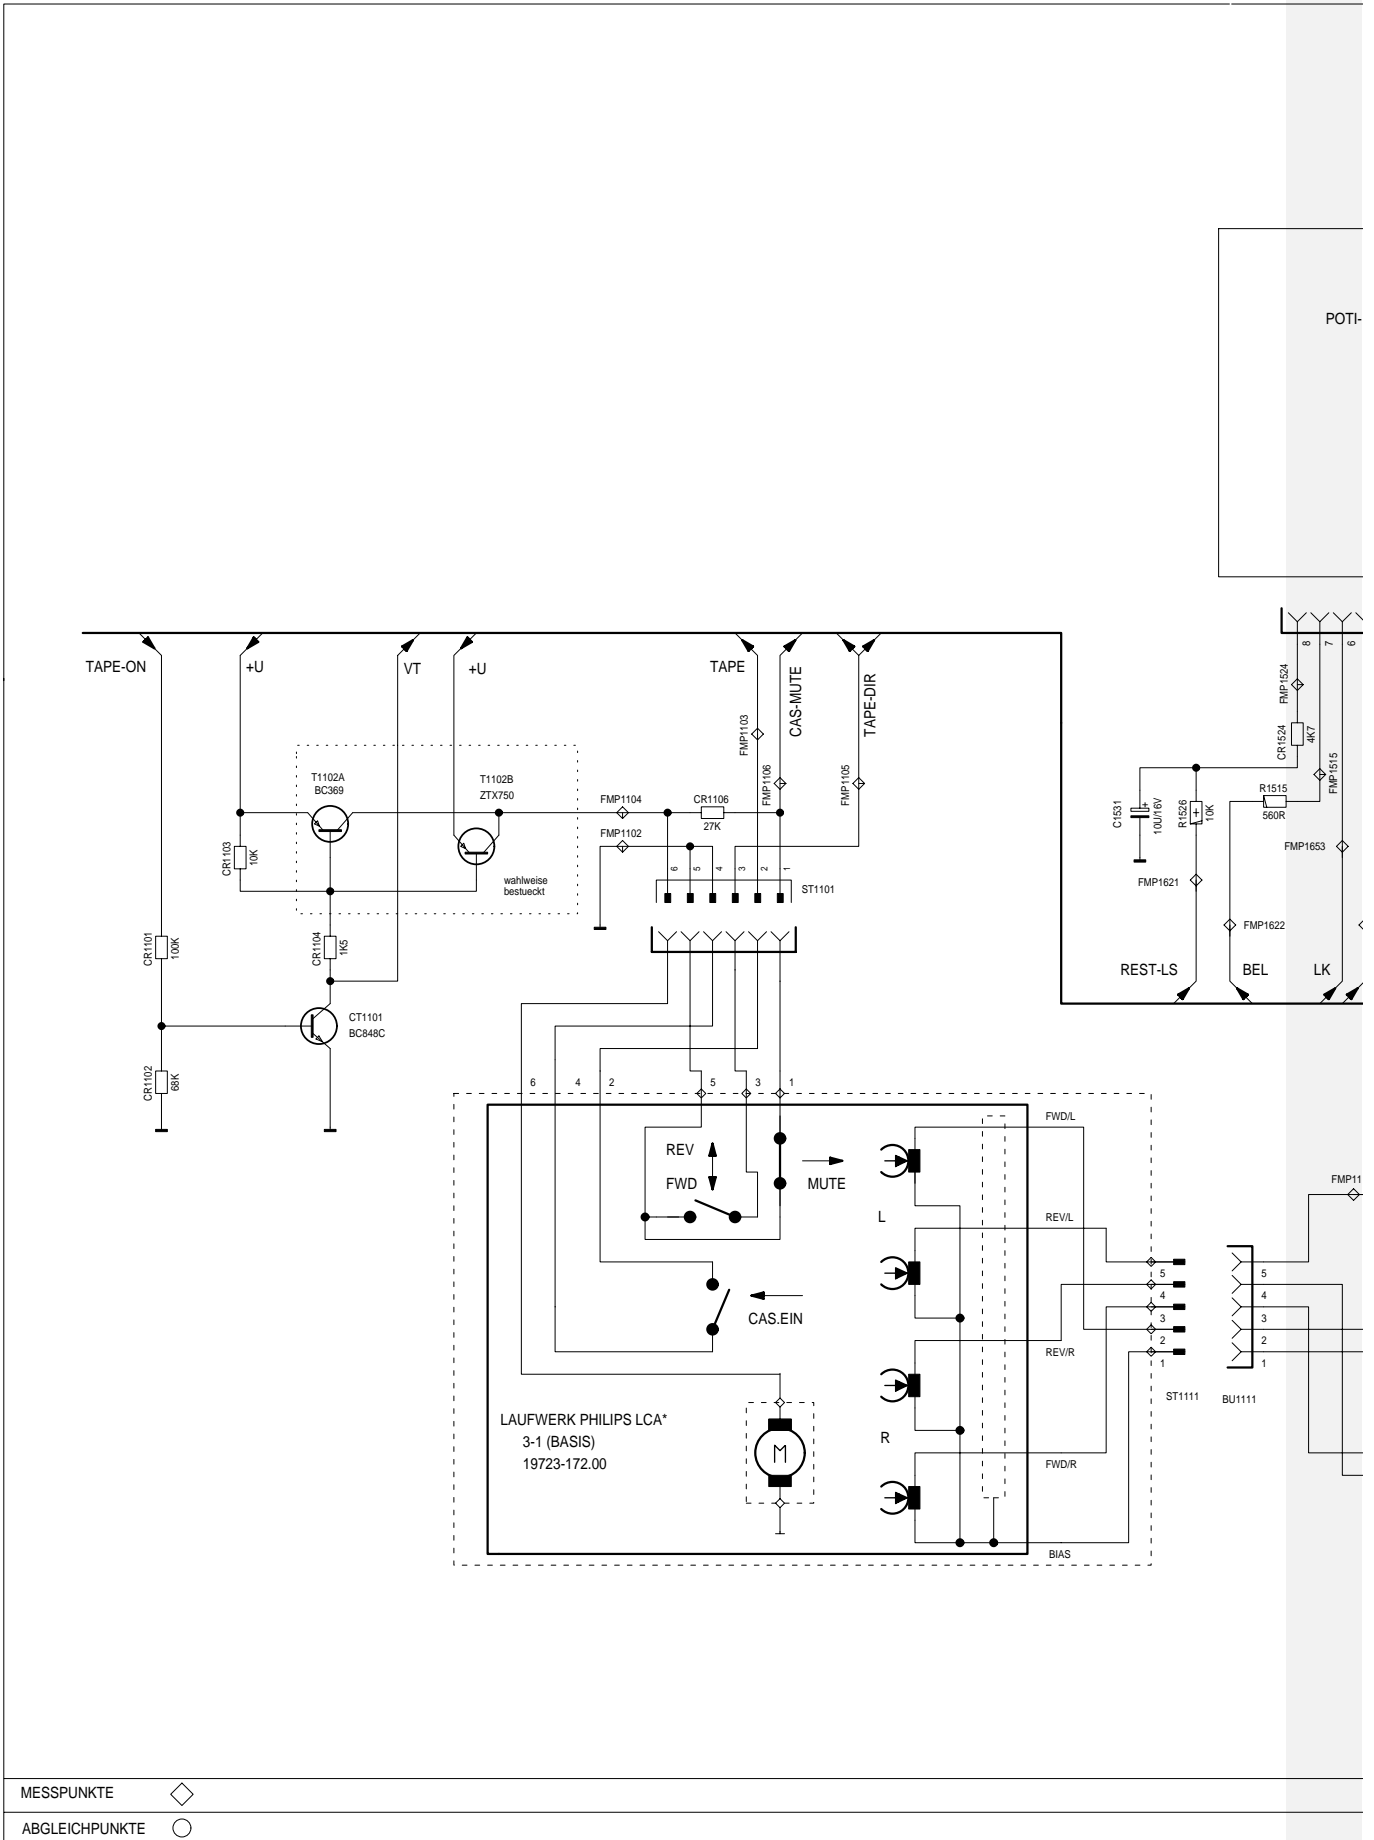 POTI-
TAPE-ON
+U
VT
+U
TAPE
CAS-MUTE
TAPE-DIR
8
7
6
FMP1524
CR1524
4K7
FMP1515
FMP1103
FMP1106
FMP1105
T1102A
BC369
T1102B
ZTX750
FMP1104
CR1106
27K
FMP1102
CR1103
10K
wahlweise
bestueckt
6
5
4
3
2
1
ST1101
C1531
10U/16V
+
R1526
10K
R1515
560R
FMP1653
FMP1621
FMP1622
REST-LS
BEL
LK
CR1101
100K
CR1104
1K5
CT1101
BC848C
CR1102
68K
6
4
2
5
3
1
FWD/L
REV
FWD
MUTE
L
REV/L
FMP11
CAS.EIN
5
4
3
2
1
5
4
3
2
1
REV/R
ST1111
BU1111
LAUFWERK PHILIPS LCA*
3-1 (BASIS)
19723-172.00
M
R
FWD/R
BIAS
MESSPUNKTE
ABGLEICHPUNKTE